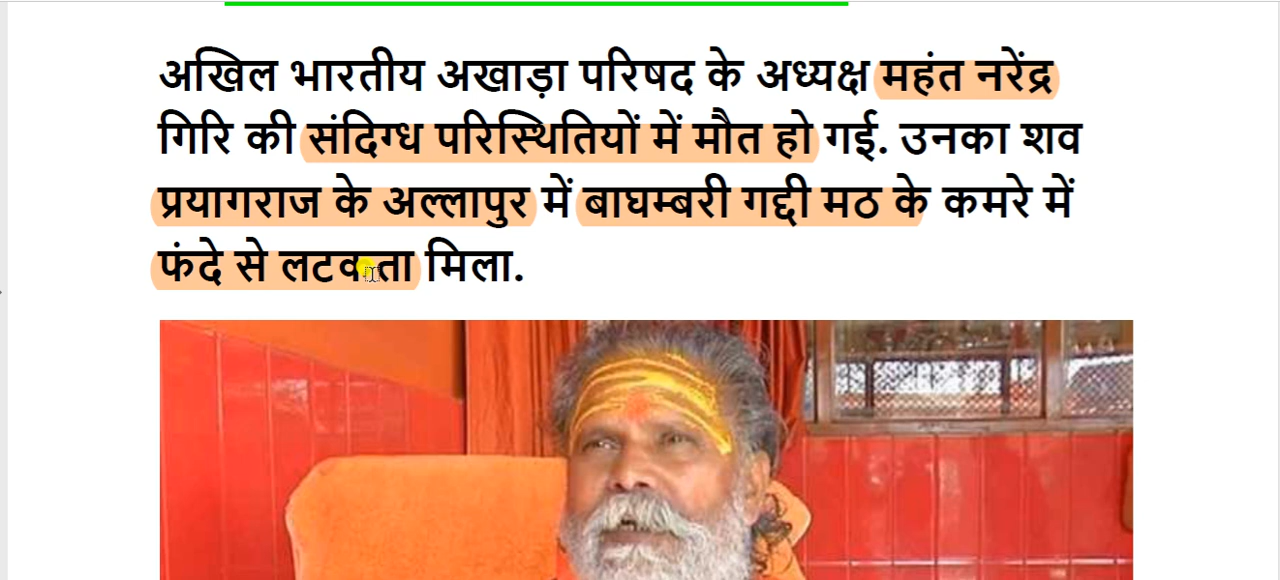 अखिल भारतीय अखाड़ा परिषद के अध्यक्ष महंत नरेंद्र
गिरि की संदिग्ध परिस्थितियों में मौत हो गई. उनका शव
प्रयागराज के अल्लापुर में बाघम्बरी गद्दी मठ के कमरे में
फंदे से लटकता मिला.